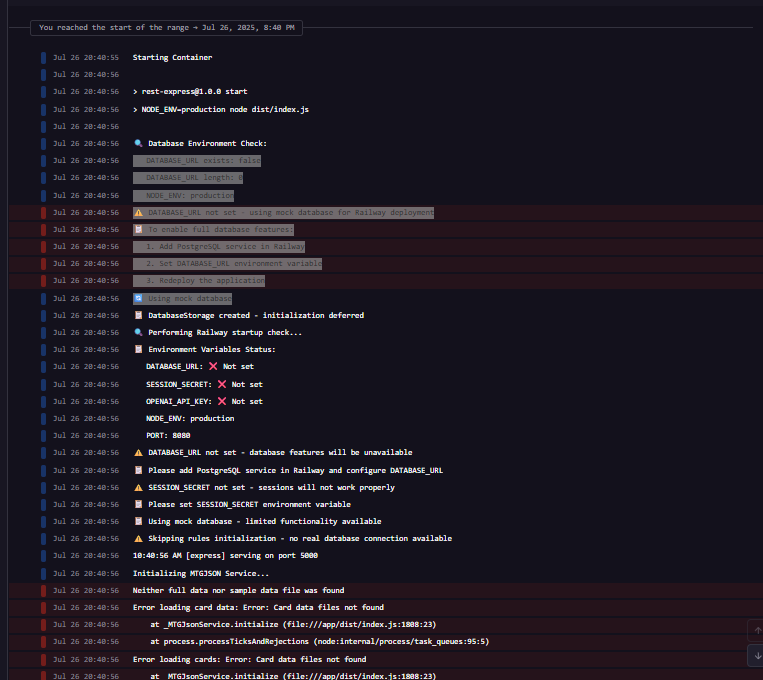 You reached the start of the range → Jul 26, 2025, 8:40 PM
Jul 26 20:40:55 Starting Container
Jul 26 20:40:56
Jul 26 20:40:56 > rest-express@1.0.0 start
Jul 26 20:40:56 > NODE_ENV=production node dist/index.js
Jul 26 20:40:56
Jul 26 20:40:56 🔍 Database Environment Check:
Jul 26 20:40:56 DATABASE_URL exists: false
Jul 26 20:40:56 DATABASE_URL length: 0
Jul 26 20:40:56 NODE_ENV: production
Jul 26 20:40:56 ⚠️ DATABASE_URL not set - using mock database for Railway deployment
Jul 26 20:40:56 📋 To enable full database features:
Jul 26 20:40:56 1. Add PostgreSQL service in Railway
Jul 26 20:40:56 2. Set DATABASE_URL environment variable
Jul 26 20:40:56 3. Redeploy the application
Jul 26 20:40:56 🔄 Using mock database
Jul 26 20:40:56 📋 DatabaseStorage created - initialization deferred
Jul 26 20:40:56 🔍 Performing Railway startup check...
Jul 26 20:40:56 📋 Environment Variables Status:
Jul 26 20:40:56 DATABASE_URL: ❌ Not set
Jul 26 20:40:56 SESSION_SECRET: ❌ Not set
Jul 26 20:40:56 OPENAI_API_KEY: ❌ Not set
Jul 26 20:40:56 NODE_ENV: production
Jul 26 20:40:56 PORT: 8080
Jul 26 20:40:56 ⚠️ DATABASE_URL not set - database features will be unavailable
Jul 26 20:40:56 📋 Please add PostgreSQL service in Railway and configure DATABASE_URL
Jul 26 20:40:56 ⚠️ SESSION_SECRET not set - sessions will not work properly
Jul 26 20:40:56 📋 Please set SESSION_SECRET environment variable
Jul 26 20:40:56 📋 Using mock database - limited functionality available
Jul 26 20:40:56 ⚠️ Skipping rules initialization - no real database connection available
Jul 26 20:40:56 10:40:56 AM [express] serving on port 5000
Jul 26 20:40:56 Initializing MTGJSON Service...
Jul 26 20:40:56 Neither full data nor sample data file was found
Jul 26 20:40:56 Error loading card data: Error: Card data files not found
Jul 26 20:40:56 at _MTGJsonService.initialize (file:///app/dist/index.js:1808:23)
Jul 26 20:40:56 at process.processTicksAndRejections (node:internal/process/task_queues:95:5)
Jul 26 20:40:56 Error loading cards: Error: Card data files not found
Jul 26 20:40:56 at _MTGJsonService.initialize (file:///app/dist/index.js:1808:23)